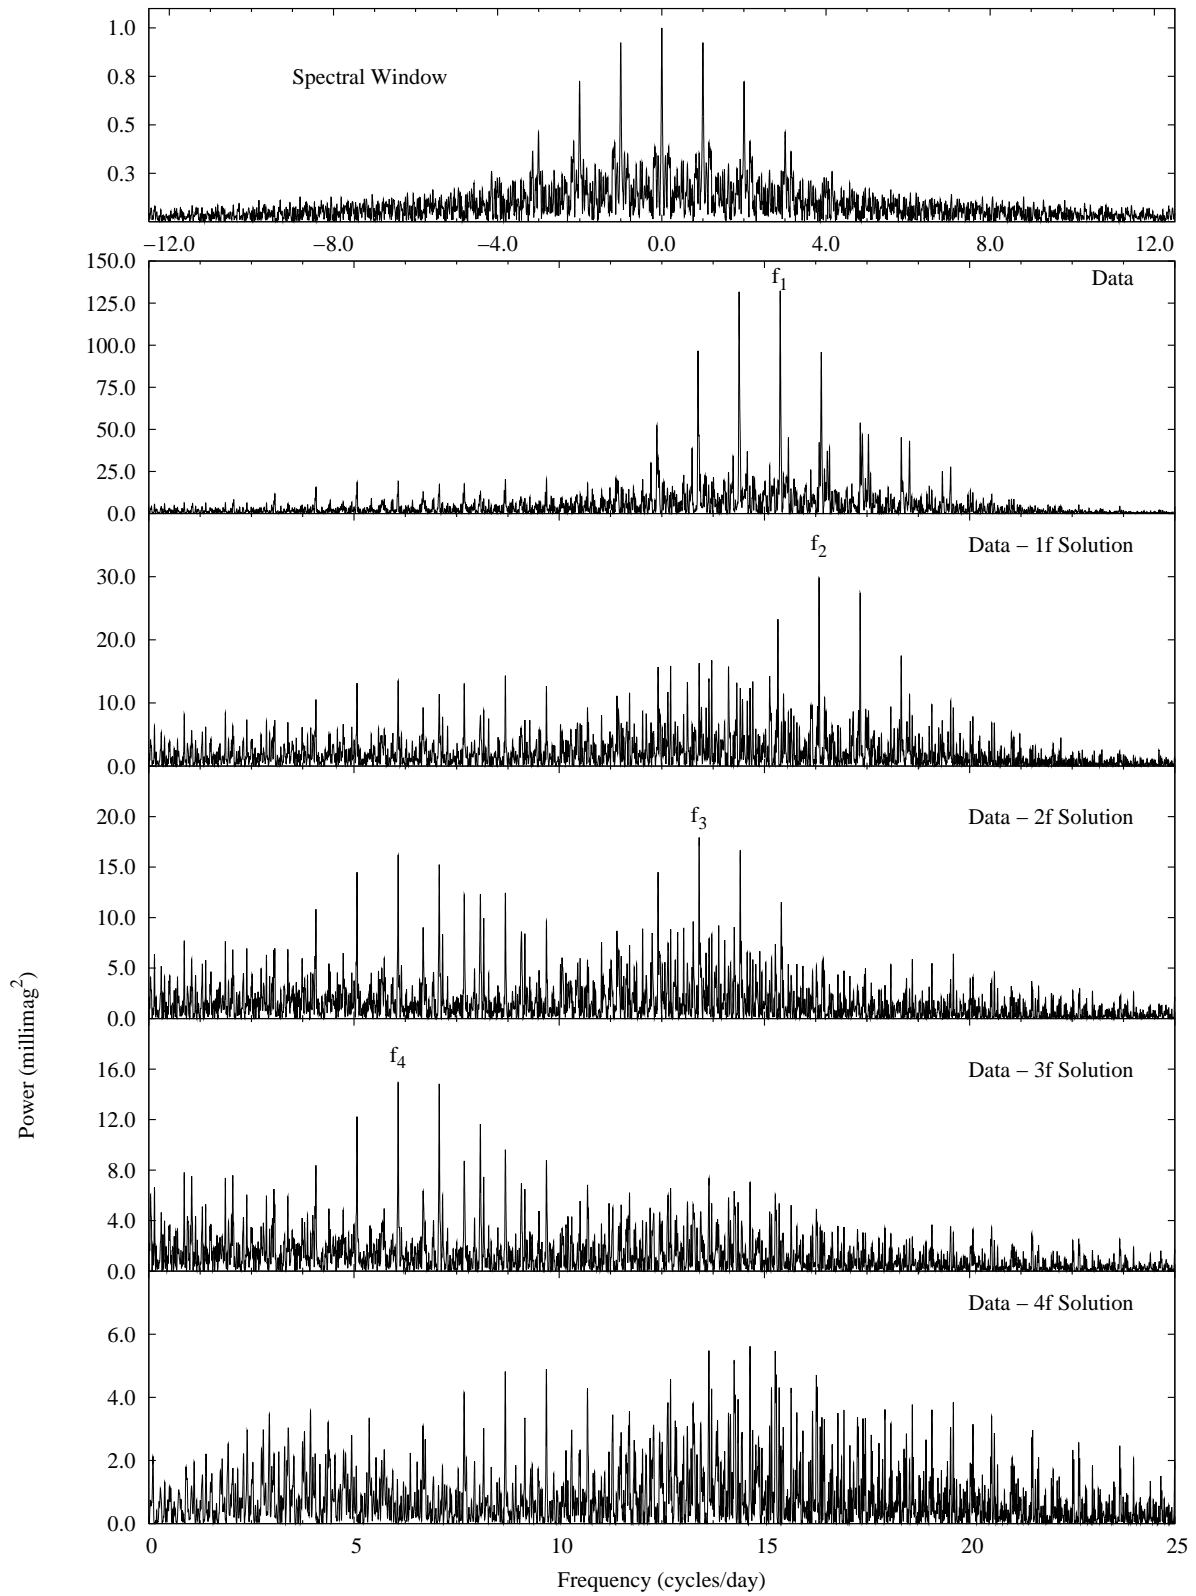 1.0
0.8
0.5
0.3
Spectral Window
−12.0 −8.0 −4.0 0.0 4.0 8.0 12.0
150.0
125.0
100.0
75.0
50.0
25.0
0.0
f1
Data
30.0
20.0
10.0
0.0
f2
Data − 1f Solution
20.0
15.0
10.0
5.0
0.0
f3
Data − 2f Solution
16.0
12.0
8.0
4.0
0.0
f4
Data − 3f Solution
6.0
4.0
2.0
0.0
Data − 4f Solution
0 5 10 15 20 25
Frequency (cycles/day)
Power (millimag2)